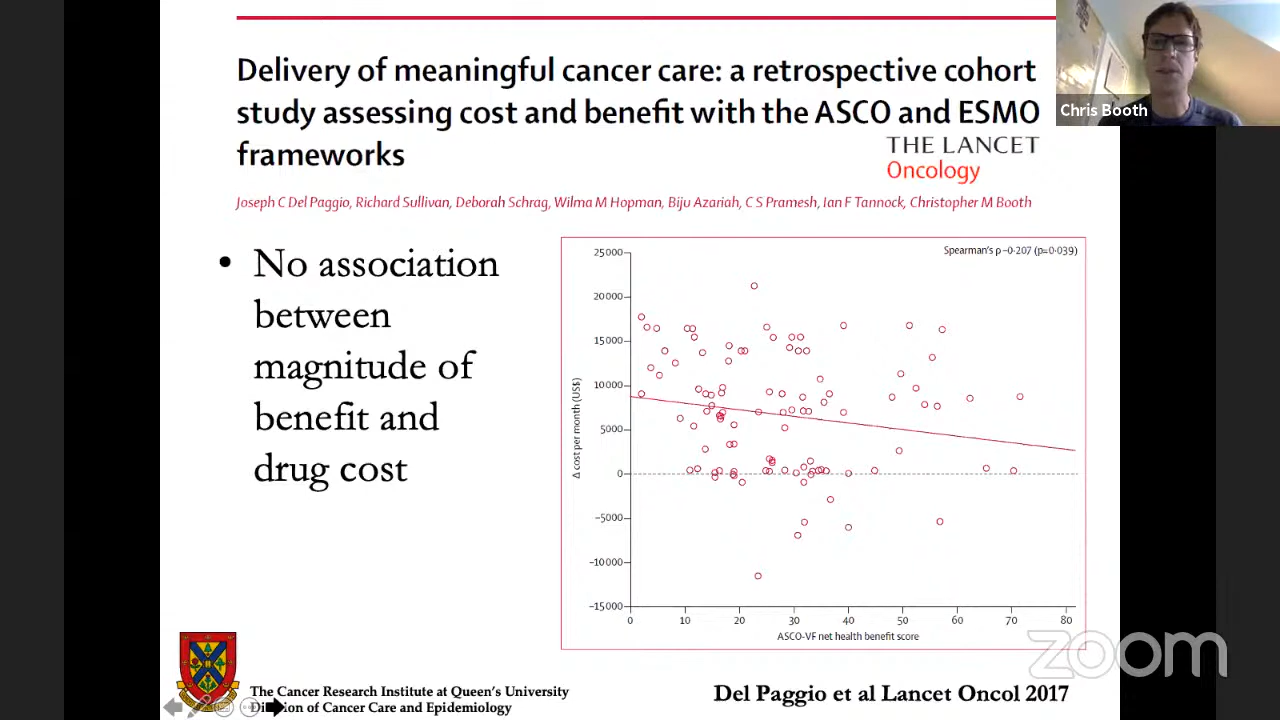 Delivery of meaningful cancer care: a retrospective cohort
study assessing cost and benefit with the ASCO and ESMO
frameworks
THE LANCET
Oncology
Joseph C Del Paggio, Richard Sullivan, Deborah Schrag, Wilma M Hopman, Biju Azariah, C S Pramesh, Ian F Tannock, Christopher M Booth
Chris Booth
• No association
between
magnitude of
benefit and
drug cost
Spearman's ρ –0·207 (p=0·039)
Δ cost per month (US$)
25000
20000
15000
10000
5000
0
–5000
–10000
–15000
0 10 20 30 40 50 60 70 80
ASCO-VF net health benefit score
zoom
The Cancer Research Institute at Queen's University
Division of Cancer Care and Epidemiology
Del Paggio et al Lancet Oncol 2017